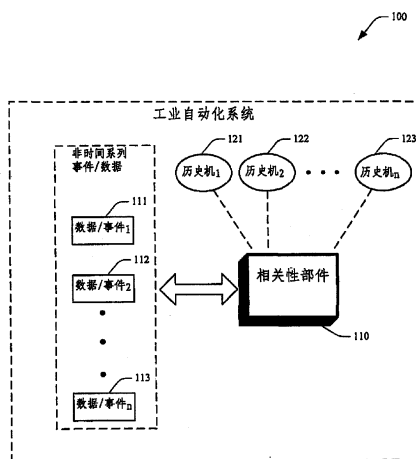 100
工业自动化系统
非时间系列
事件/数据
121
122
123
历史机1
历史机2
历史机n
111
数据/事件1
112
数据/事件2
相关性部件
110
113
数据/事件n